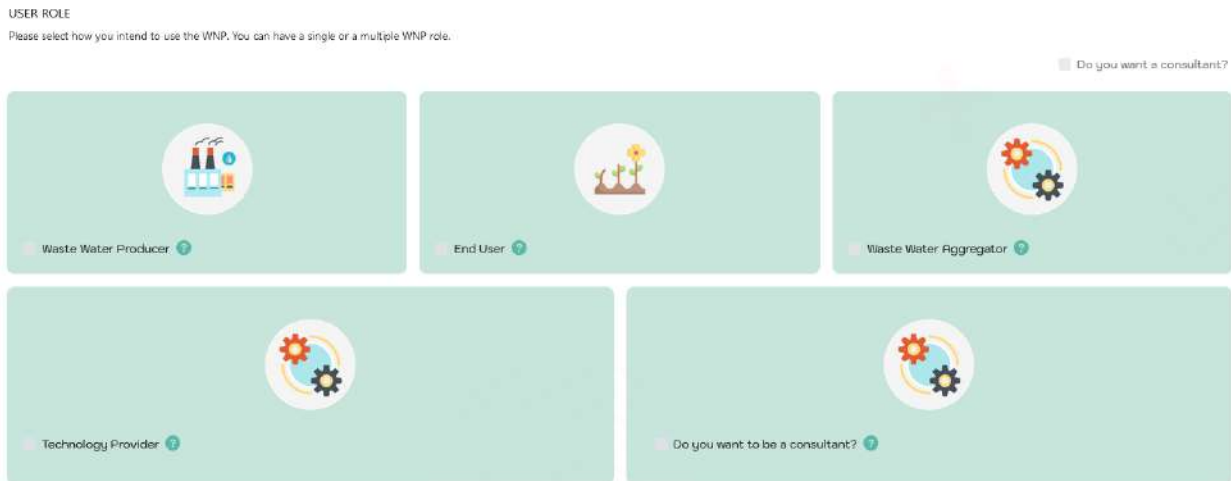 USER ROLE
Please select how you intend to use the WNP. You can have a single or a multiple WNP role.
Do you want a consultant?
Waste Water Producer ?
End User ?
Waste Water Aggregator ?
Technology Provider ?
Do you want to be a consultant? ?